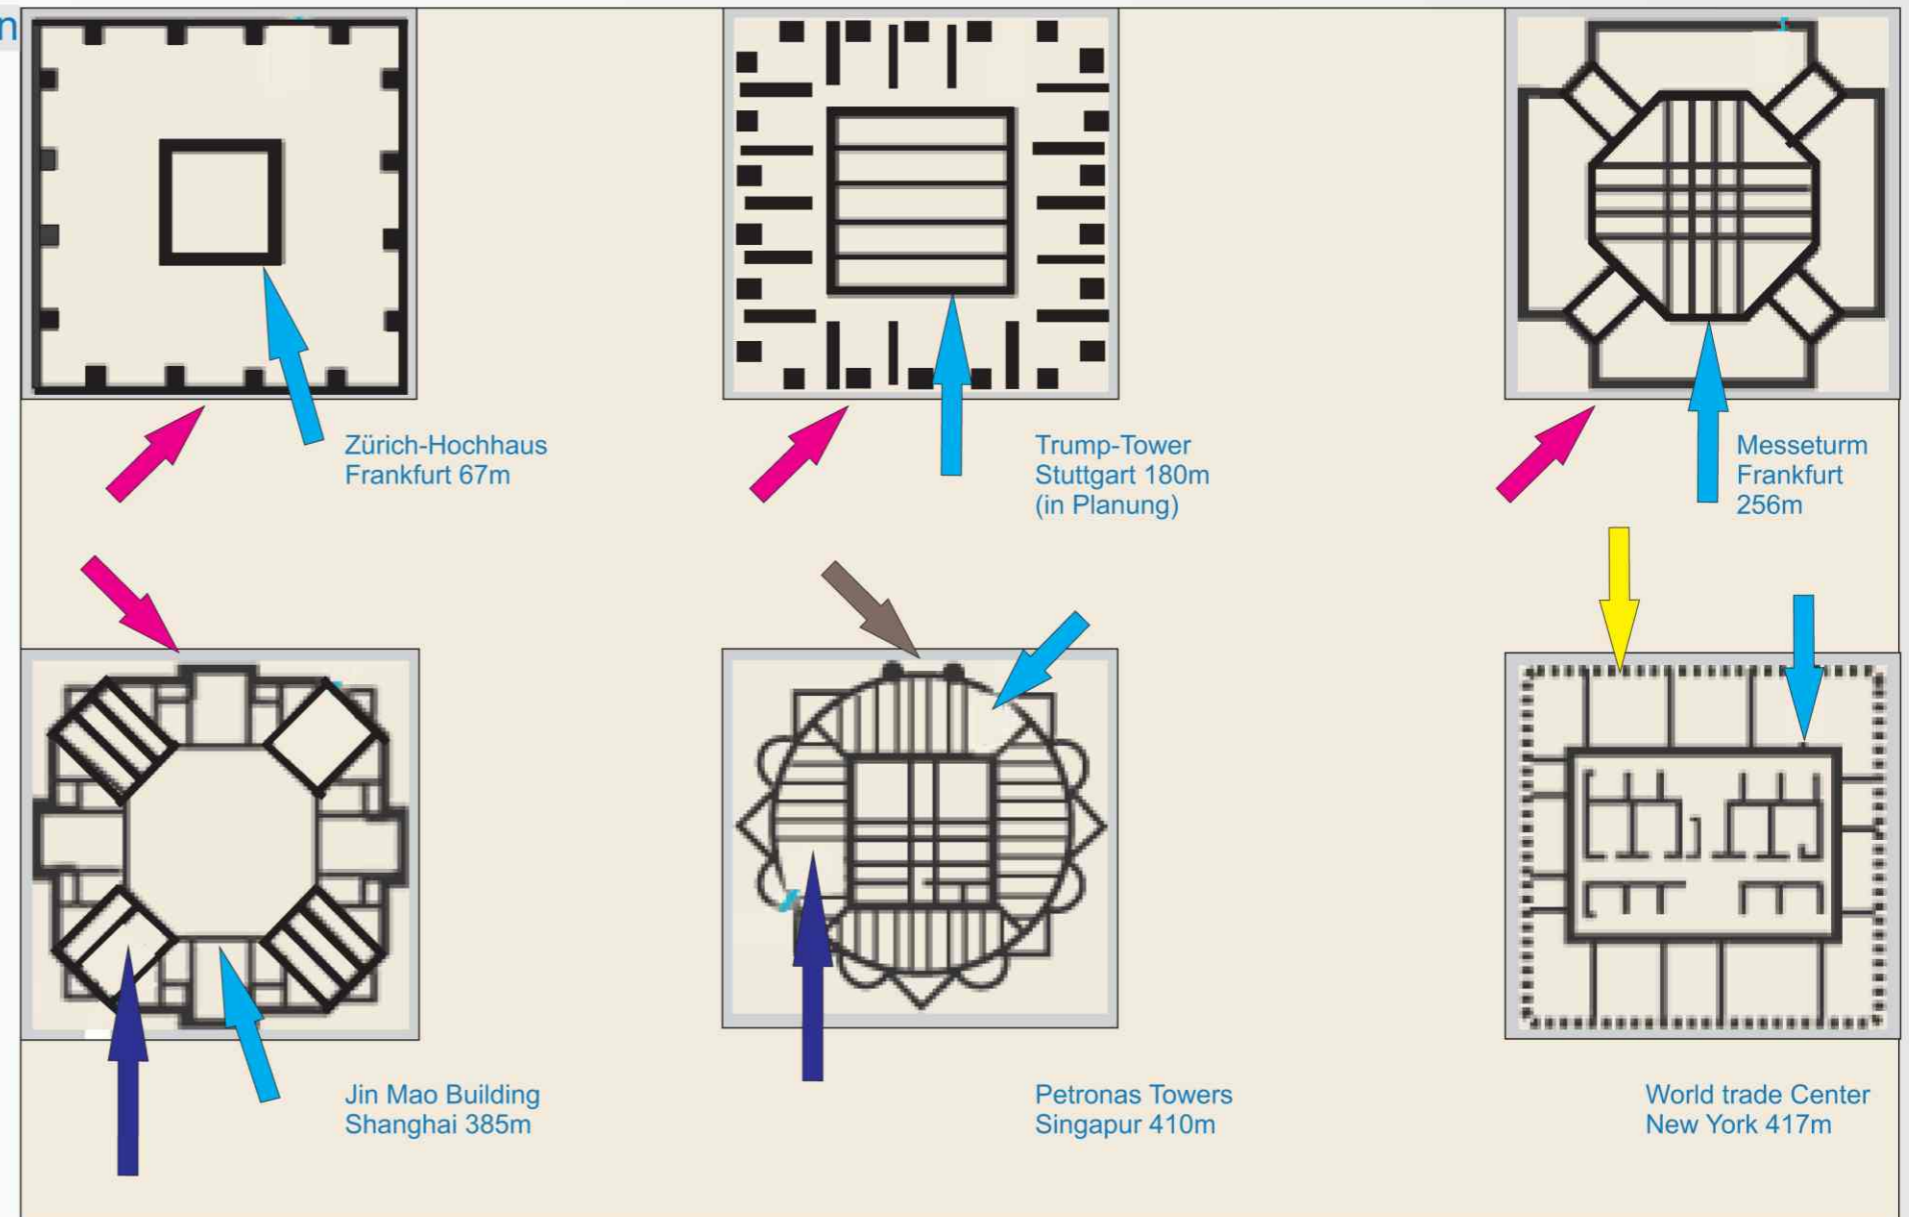 n
Zürich-Hochhaus
Frankfurt 67m
Trump-Tower
Stuttgart 180m
(in Planung)
Messeturm
Frankfurt
256m
Jin Mao Building
Shanghai 385m
Petronas Towers
Singapur 410m
World trade Center
New York 417m